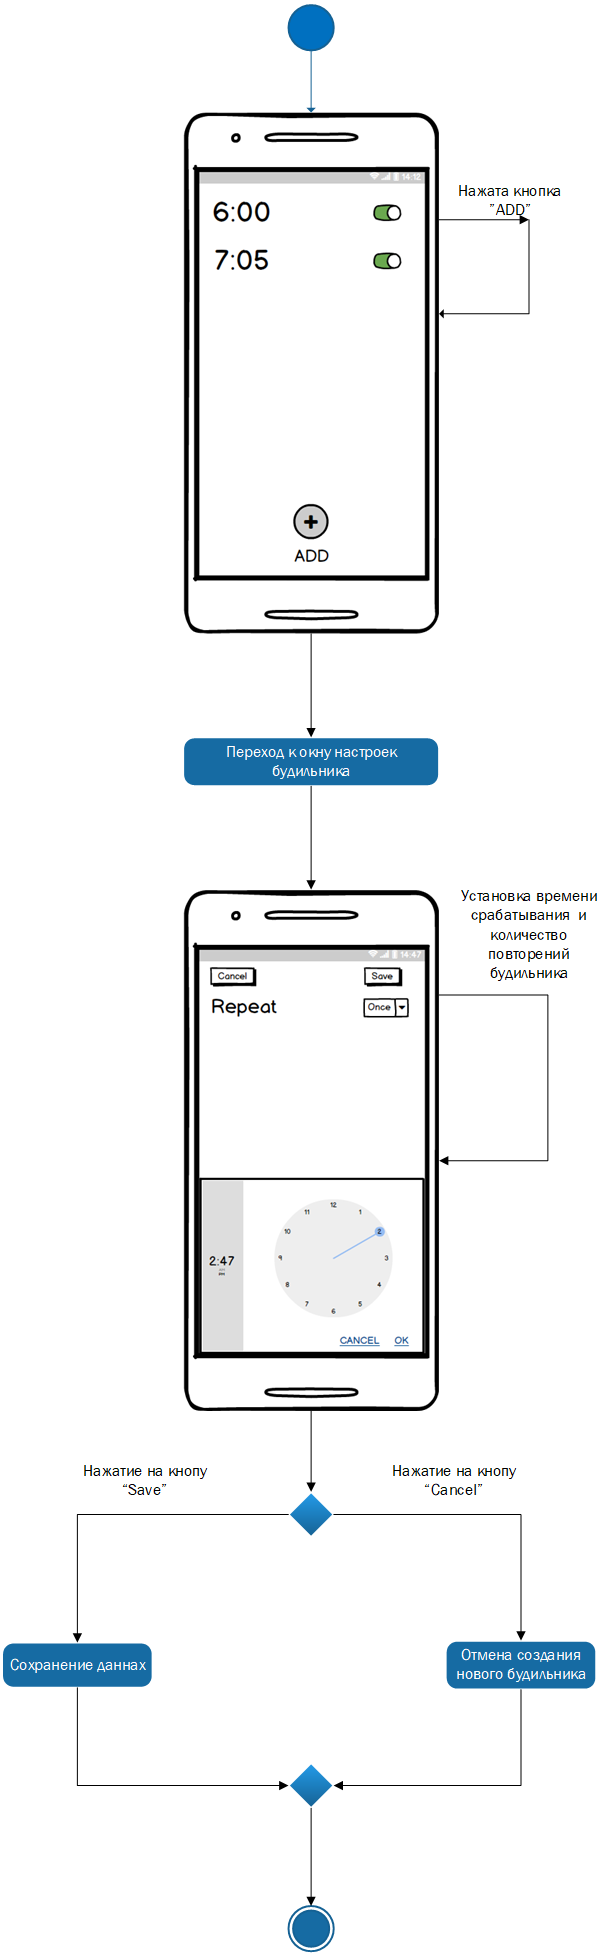 14:12
6:00
7:05
Нажата кнопка
"ADD"
ADD
Переход к окну настроек
будильника
Установка времени
срабатывания и
количество
повторений
будильника
14:47
Cancel
Save
Repeat
Once
12
11
1
10
2
2:47
9
3
8
4
7
5
6
CANCEL
OK
Нажатие на кнопу
“Save”
Нажатие на кнопу
“Cancel”
Сохранение даннах
Отмена создания
нового будильника